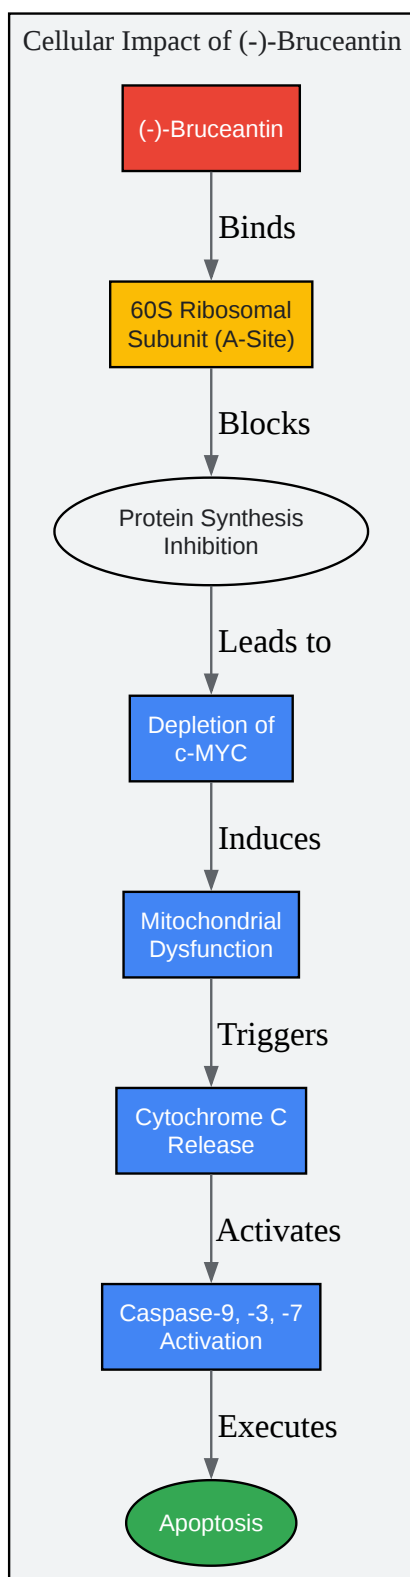 Cellular Impact of (-)-Bruceantin
(-)-Bruceantin
Binds
60S Ribosomal
Subunit (A-Site)
Blocks
Protein Synthesis
Inhibition
Leads to
Depletion of
c-MYC
Induces
Mitochondrial
Dysfunction
Triggers
Cytochrome C
Release
Activates
Caspase-9, -3, -7
Activation
Executes
Apoptosis